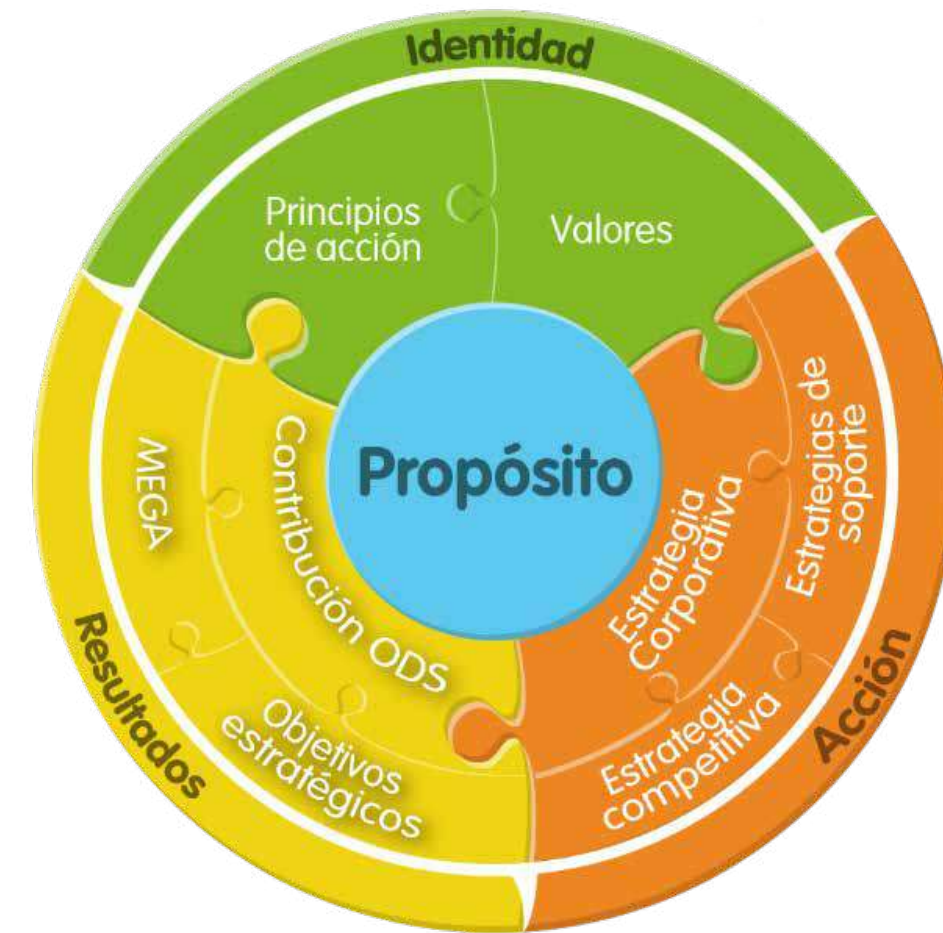 Identidad
Principios
de acción
Valores
Propósito
Estrategia
Corporativa
Estrategias de
soporte
Estrategia
competitiva
Acción
MEGA
Contribución ODS
Objetivos
estratégicos
Resultados